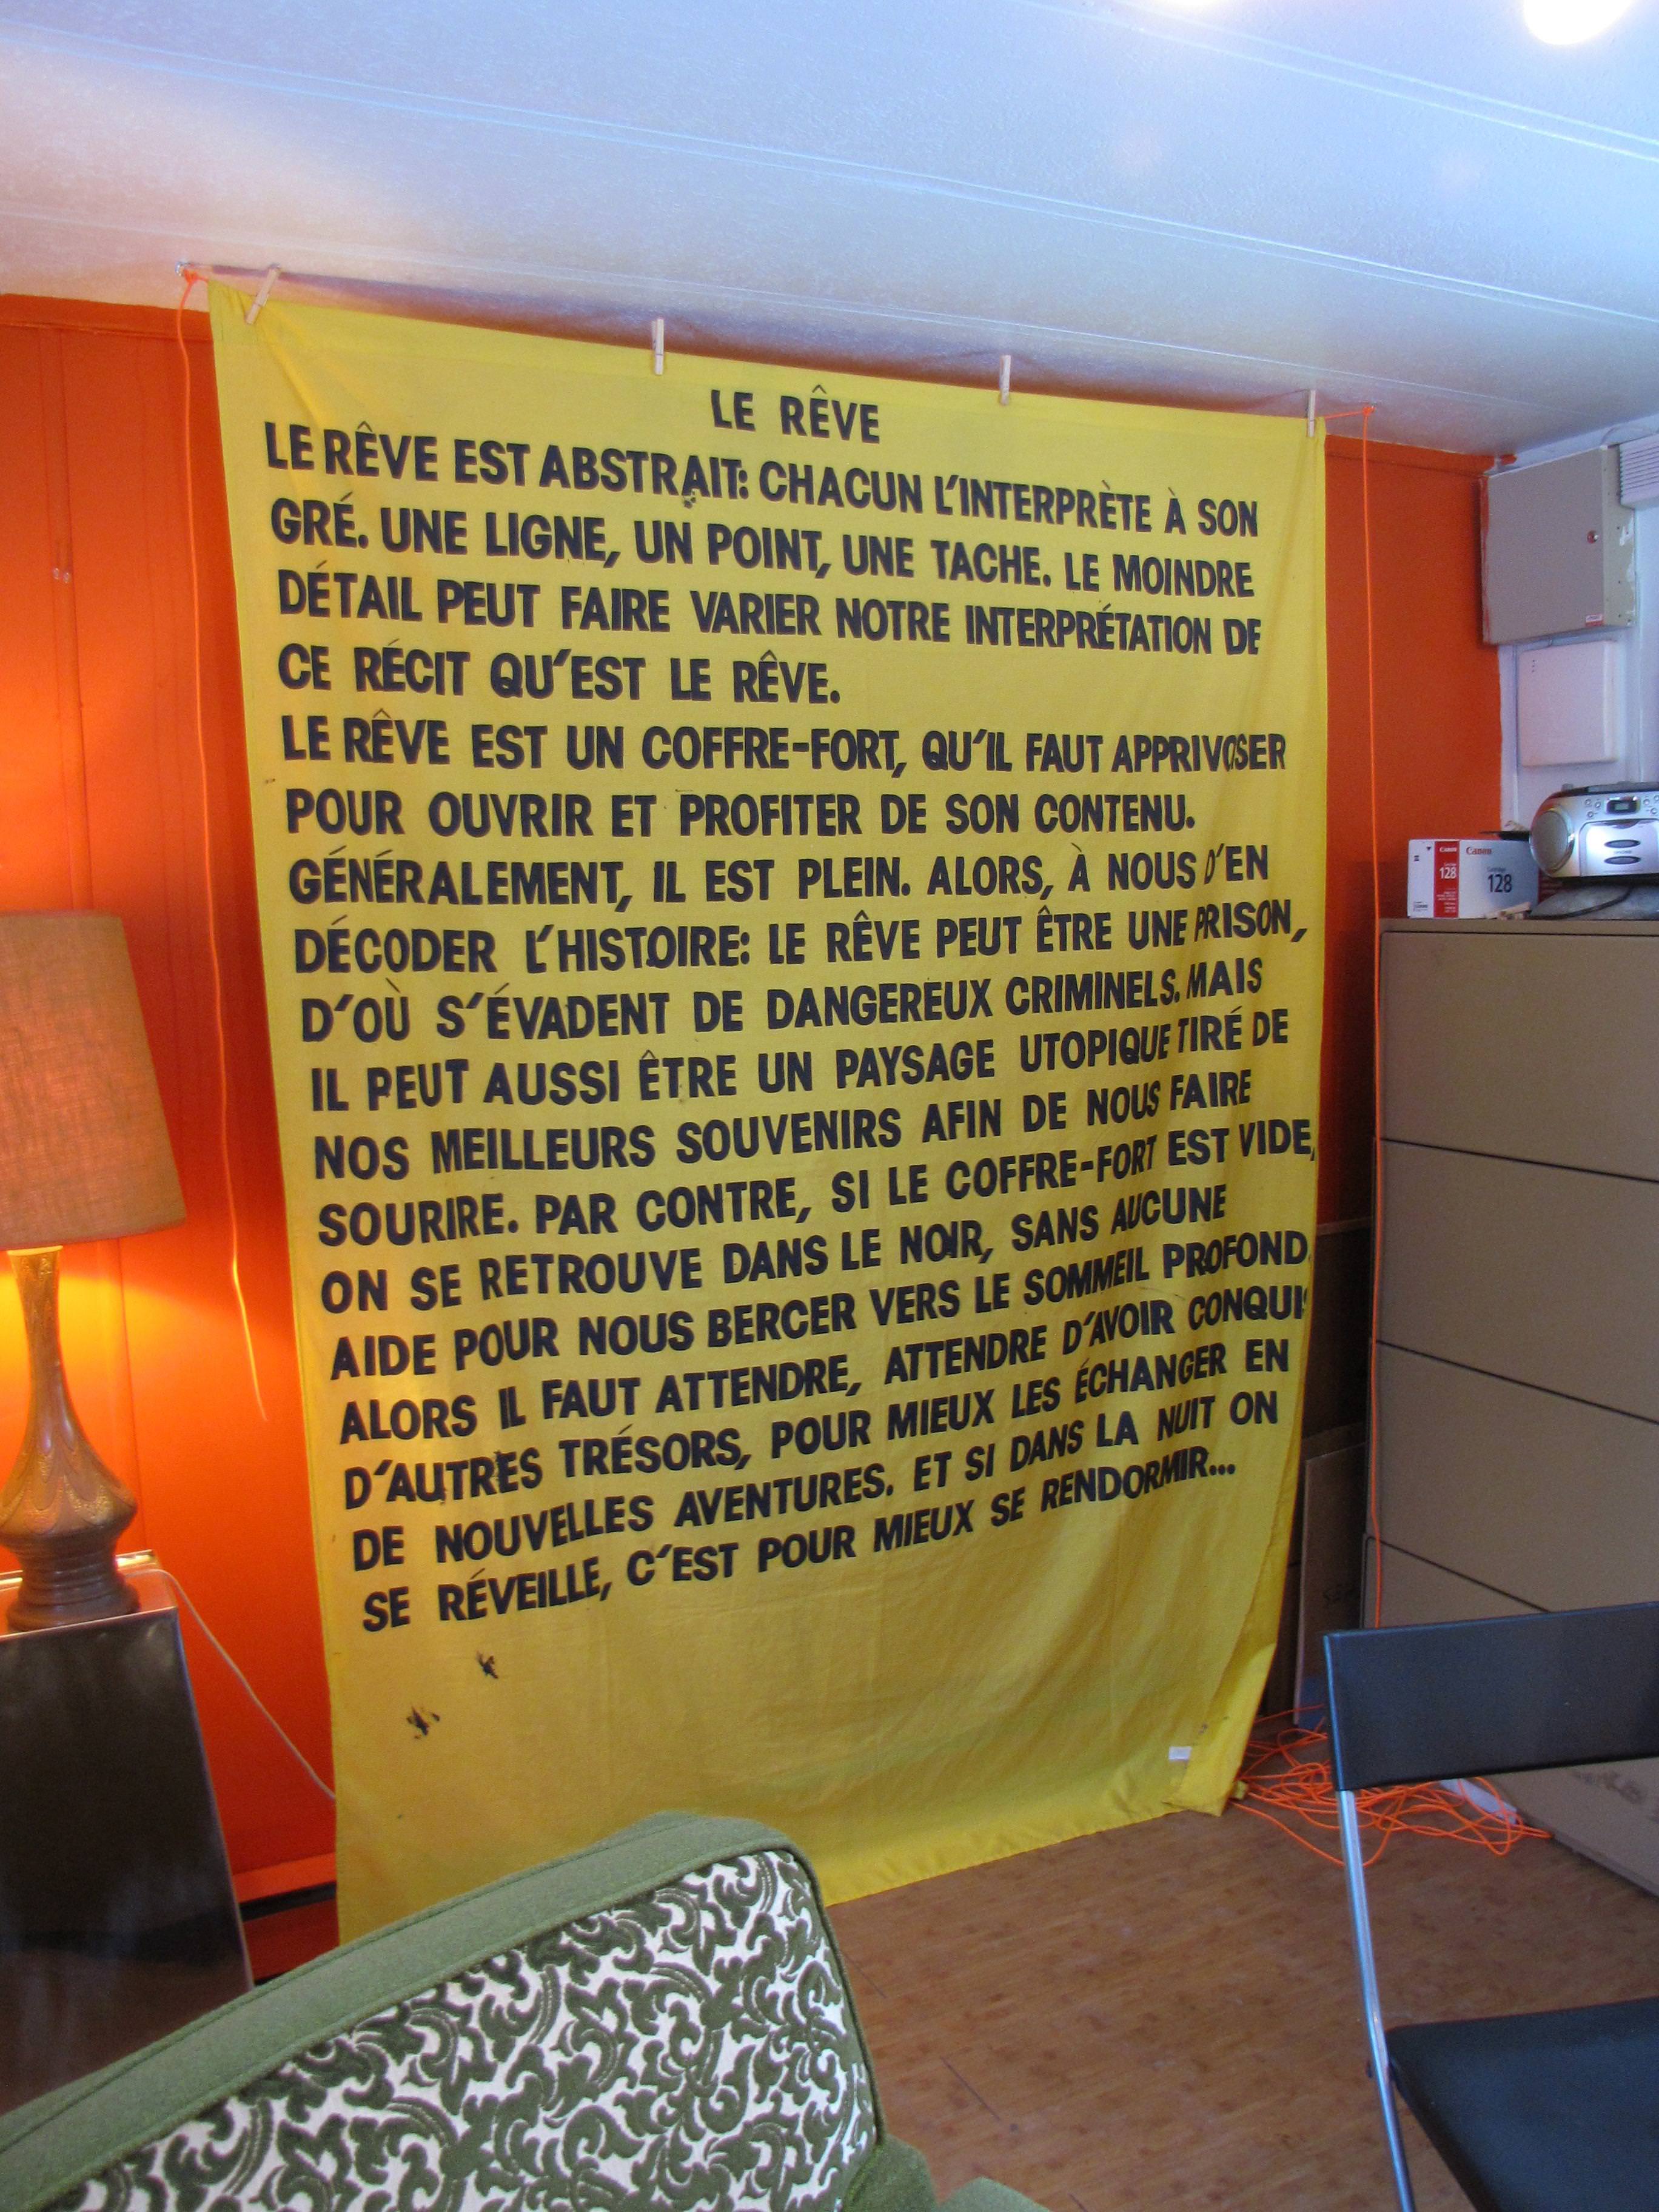 LE RÊVE
LE RÊVE EST ABSTRAIT: CHACUN L'INTERPRÈTE À SON
GRÉ. UNE LIGNE, UN POINT, UNE TACHE. LE MOINDRE
DÉTAIL PEUT FAIRE VARIER NOTRE INTERPRÉTATION DE
CE RÉCIT QU'EST LE RÊVE.
LE RÊVE EST UN COFFRE-FORT, QU'IL FAUT APPRIVOSER
POUR OUVRIR ET PROFITER DE SON CONTENU.
GÉNÉRALEMENT, IL EST PLEIN. ALORS, À NOUS D'EN
DÉCODER L'HISTOIRE: LE RÊVE PEUT ÊTRE UNE PRISON,
D'OÙ S'ÉVADENT DE DANGEREUX CRIMINELS. MAIS
IL PEUT AUSSI ÊTRE UN PAYSAGE UTOPIQUE TIRÉ DE
NOS MEILLEURS SOUVENIRS AFIN DE NOUS FAIRE
SOURIRE. PAR CONTRE, SI LE COFFRE-FORT EST VIDE,
ON SE RETROUVE DANS LE NOIR, SANS AUCUNE
AIDE POUR NOUS BERCER VERS LE SOMMEIL PROFOND.
ALORS IL FAUT ATTENDRE, ATTENDRE D'AVOIR CONQUIS
D'AUTRES TRÉSORS, POUR MIEUX LES ÉCHANGER EN
DE NOUVELLES AVENTURES. ET SI DANS LA NUIT ON
SE RÉVEILLE, C'EST POUR MIEUX SE RENDORMIR...
Canon Canon
128 128